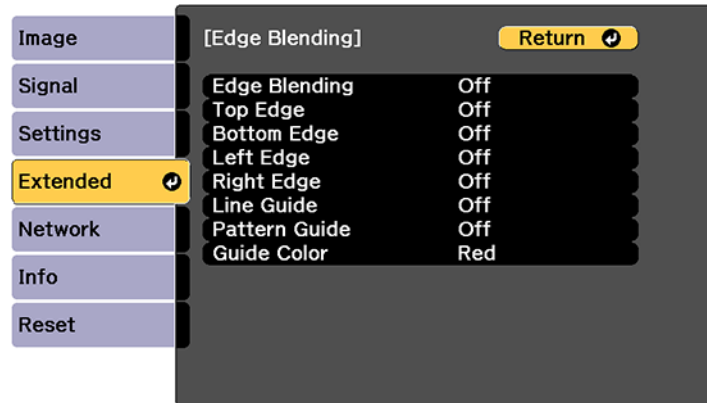 Image
Signal
Settings
Extended
Network
Info
Reset
[Edge Blending] Return
Edge Blending Off
Top Edge Off
Bottom Edge Off
Left Edge Off
Right Edge Off
Line Guide Off
Pattern Guide Off
Guide Color Red